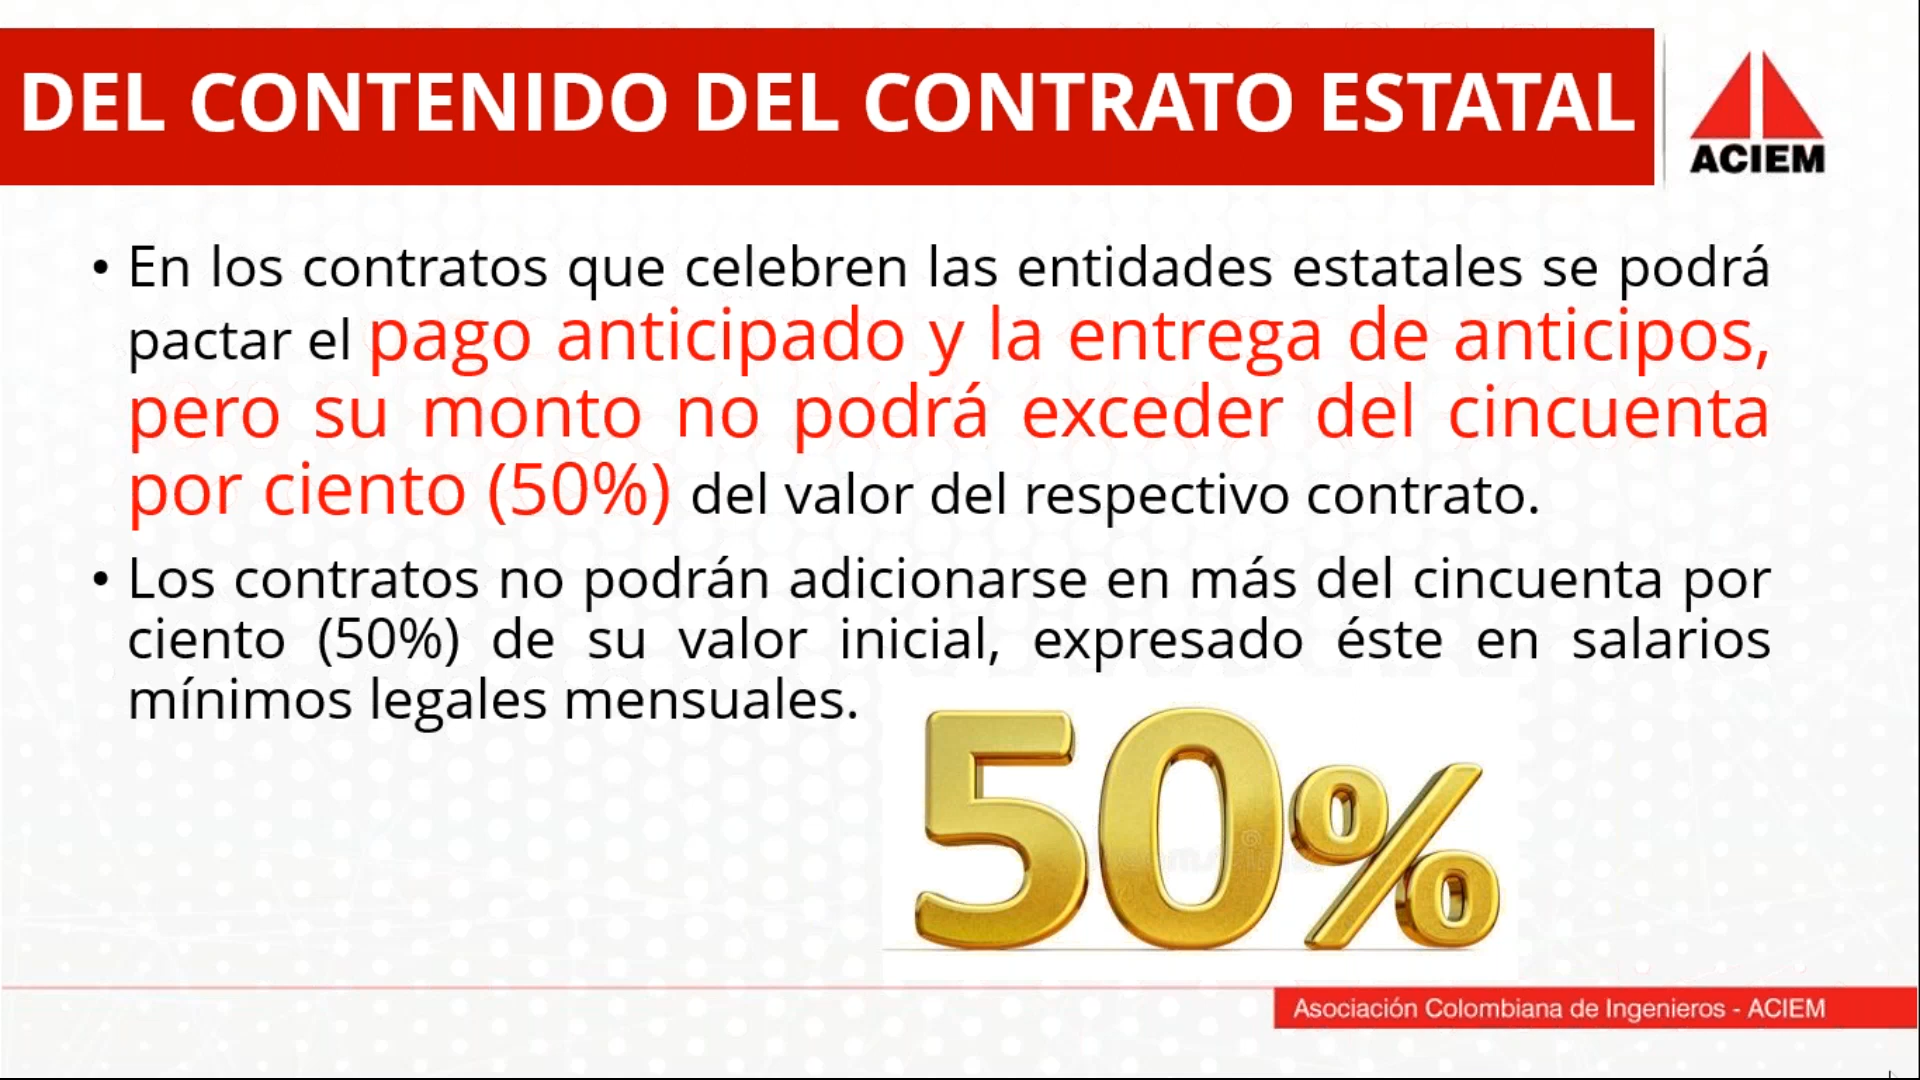 DEL CONTENIDO DEL CONTRATO ESTATAL
ACIEM
• En los contratos que celebren las entidades estatales se podrá
pactar el pago anticipado y la entrega de anticipos,
pero su monto no podrá exceder del cincuenta
por ciento (50%) del valor del respectivo contrato.
• Los contratos no podrán adicionarse en más del cincuenta por
ciento (50%) de su valor inicial, expresado éste en salarios
mínimos legales mensuales.
50%
Asociación Colombiana de Ingenieros - ACIEM